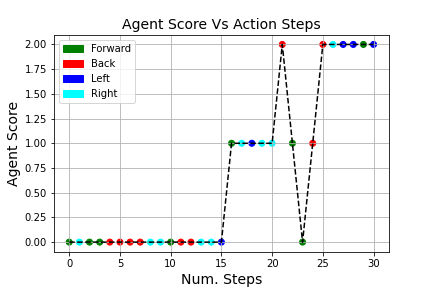 Agent Score Vs Action Steps
Forward
Back
Left
Right
Agent Score
2.00
1.75
1.50
1.25
1.00
0.75
0.50
0.25
0.00
0 5 10 15 20 25 30
Num. Steps